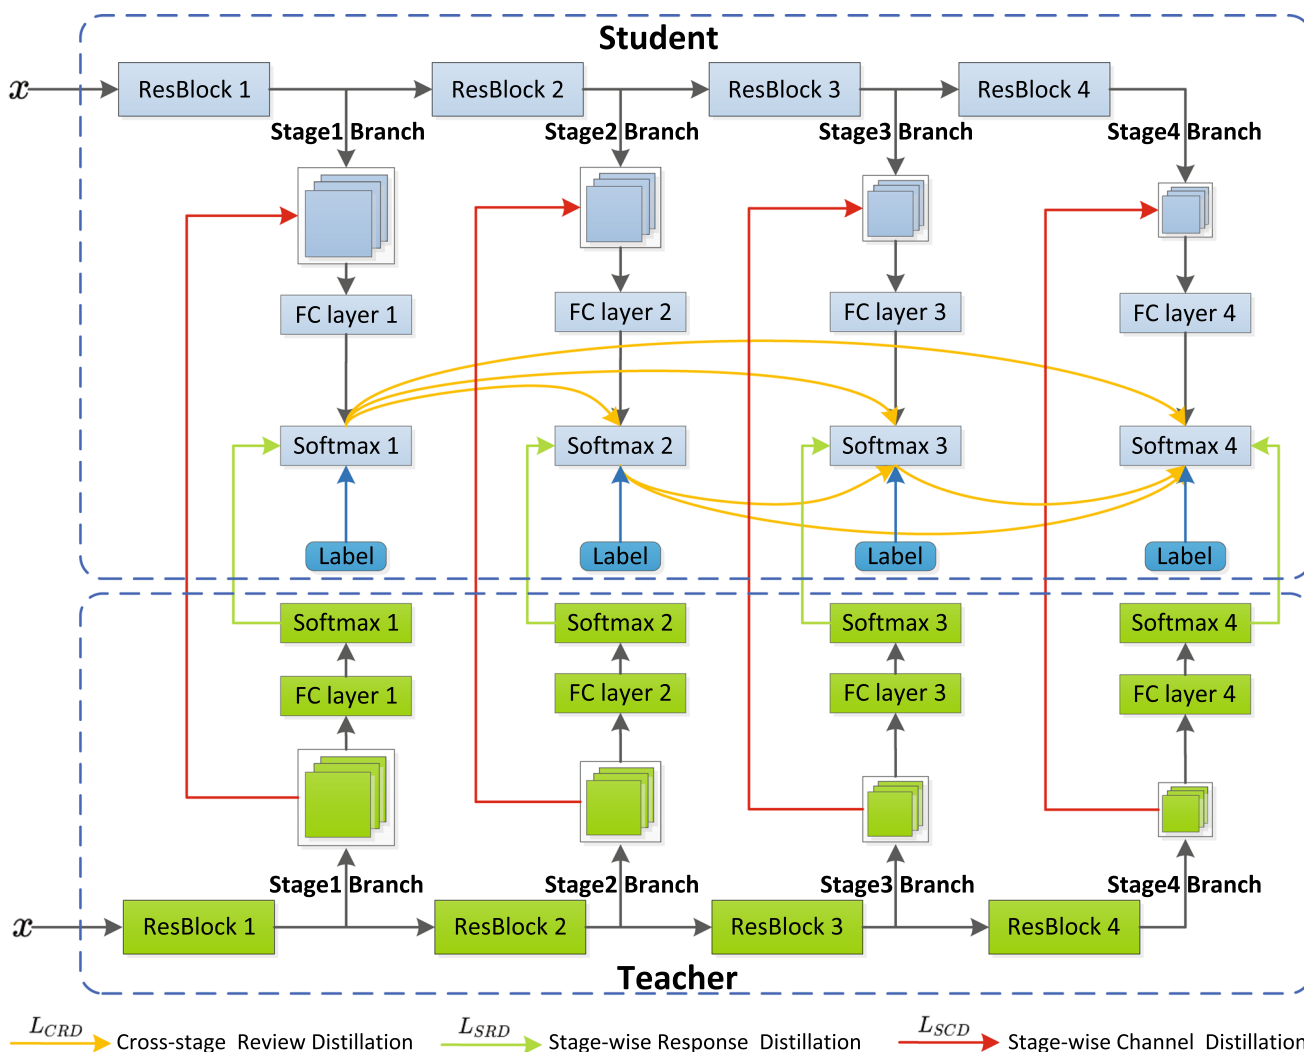 Student
x
ResBlock 1
ResBlock 2
ResBlock 3
ResBlock 4
Stage1 Branch
Stage2 Branch
Stage3 Branch
Stage4 Branch
FC layer 1
FC layer 2
FC layer 3
FC layer 4
Softmax 1
Softmax 2
Softmax 3
Softmax 4
Label
Label
Label
Label
Softmax 1
Softmax 2
Softmax 3
Softmax 4
FC layer 1
FC layer 2
FC layer 3
FC layer 4
Stage1 Branch
Stage2 Branch
Stage3 Branch
Stage4 Branch
x
ResBlock 1
ResBlock 2
ResBlock 3
ResBlock 4
Teacher
L_CRD Cross-stage Review Distillation
L_SRD Stage-wise Response Distillation
L_SCD Stage-wise Channel Distillation